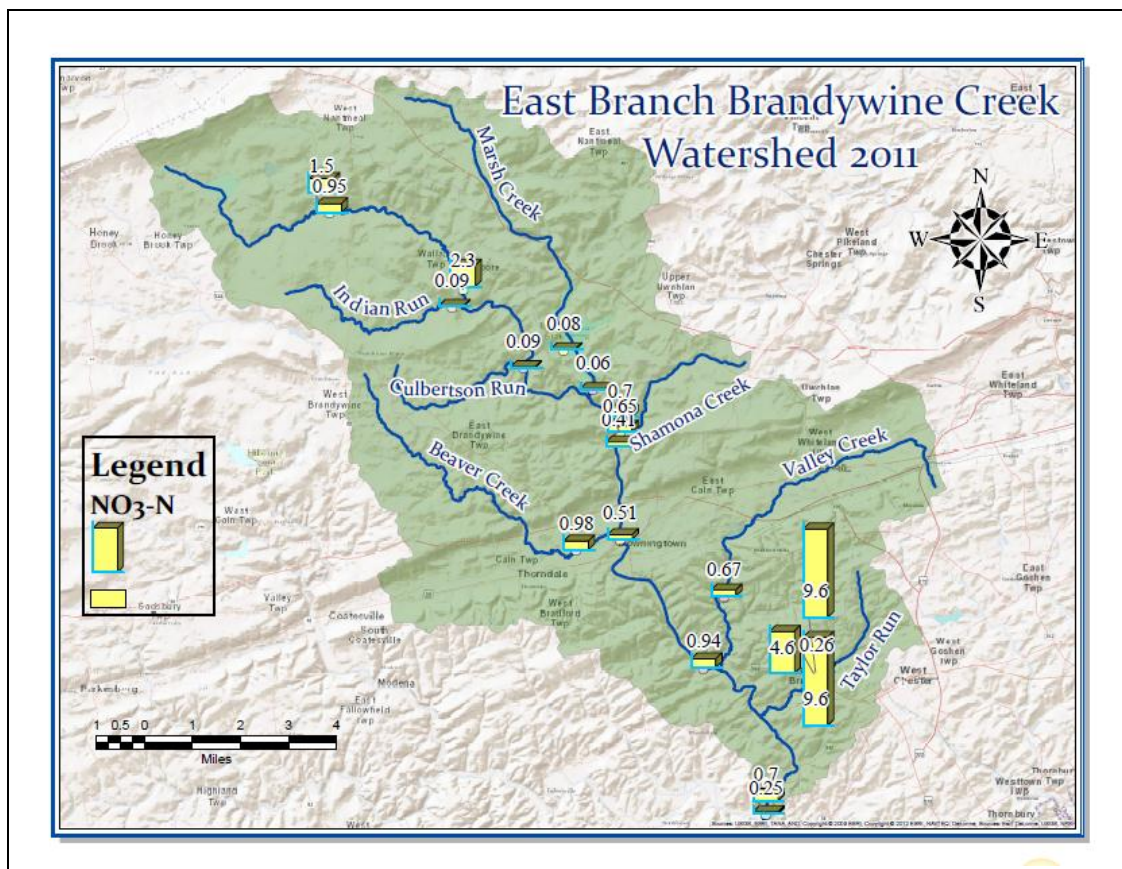 East Branch Brandywine Creek
Watershed 2011
West
Nantmeal
Twp
East
Nantmeal
Twp
Marsh Creek
1.5
0.95
N
W
E
S
Honey
Brook
Honey
Brook Twp
West
Pikeland
Twp
Chester
Springs
2.3
0.09
Upper
Uwchlan
Twp
Indian Run
0.08
0.09
0.06
Culbertson Run
0.7
0.65
0.41
Shamona Creek
Uwchlan
Twp
East
Whiteland
Twp
West
Brandywine
Twp
East
Brandywine
Twp
West
Whiteland
Valley Creek
Beaver Creek
East
Caln Twp
Legend
NO3-N
West
Caln Twp
0.98
0.51
Downingtown
Caln Twp
Thorndale
0.67
9.6
East
Goshen
Twp
Sadsbury
Twp
Valley
Twp
Coatesville
South
Coatesville
West
Bradford
Twp
0.94
4.6
0.26
9.6
Taylor Run
West
Goshen
Twp
West
Chester
Parkesburg
Modena
East
Fallowfield
Twp
1 0.5 0 1 2 3 4
Miles
0.7
0.25
Highland
Twp
West
Westtown
Twp
Thornbury